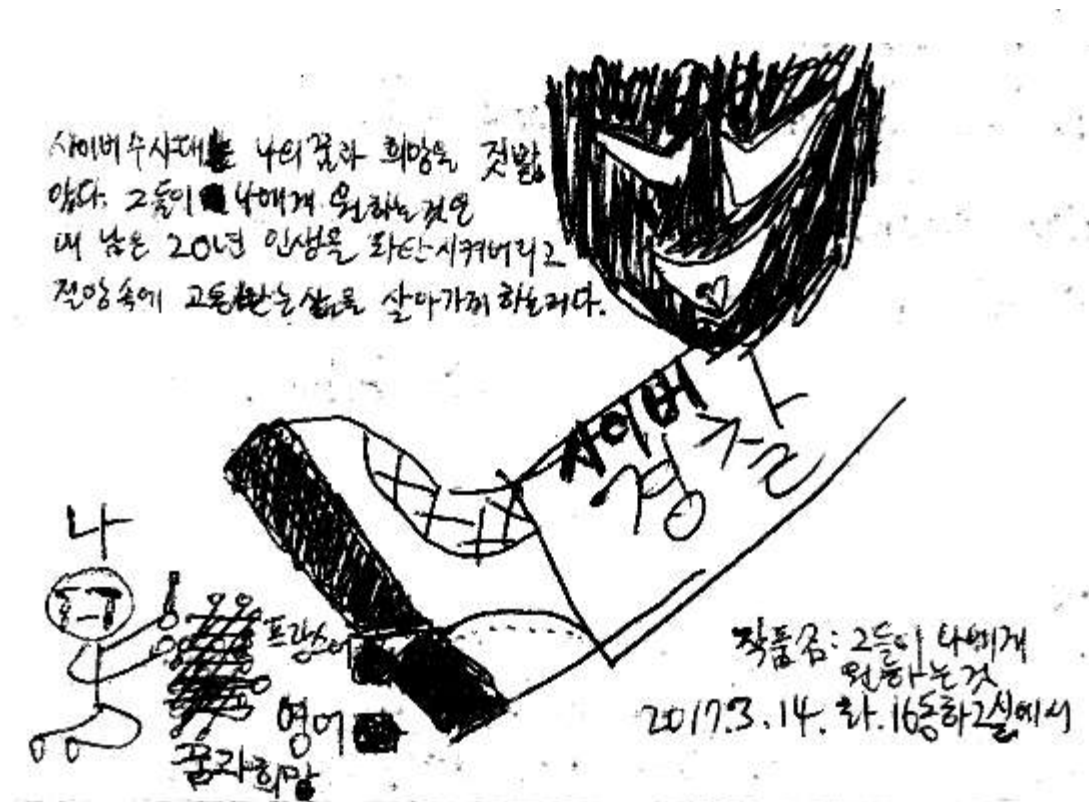 사이버수사대는 나의 꿈과 희망을 짓밟
았다. 그들이 나에게 원하는 것은
내 남은 20년 인생을 파탄시켜버리고
절망속에 고통받는 삶을 살아가게 하는거다.
사이버
경찰
나
프랑스어
영어
꿈과 희망
작품명: 그들이 나에게
원하는 것
2017.3.14. 화. 16동하2실에서